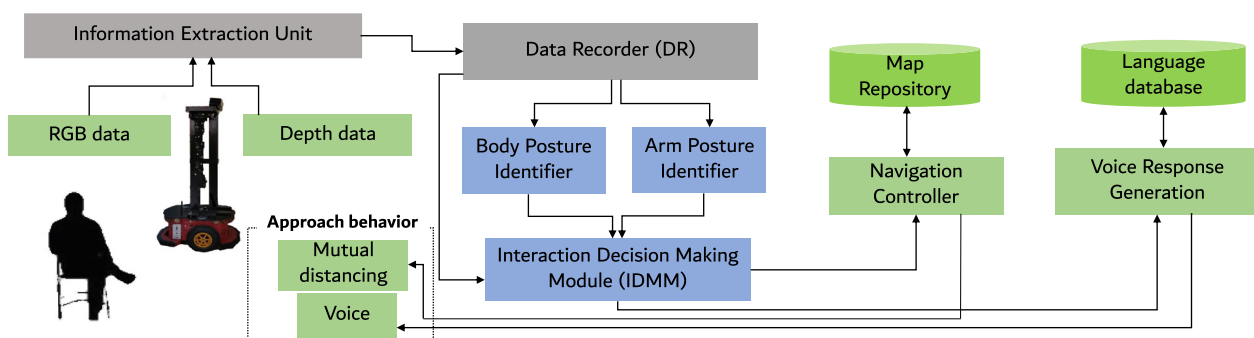 Information Extraction Unit
Data Recorder (DR)
Map
Repository
Language
database
RGB data
Depth data
Body Posture
Identifier
Arm Posture
Identifier
Navigation
Controller
Voice Response
Generation
Approach behavior
Mutual
distancing
Voice
Interaction Decision Making
Module (IDMM)